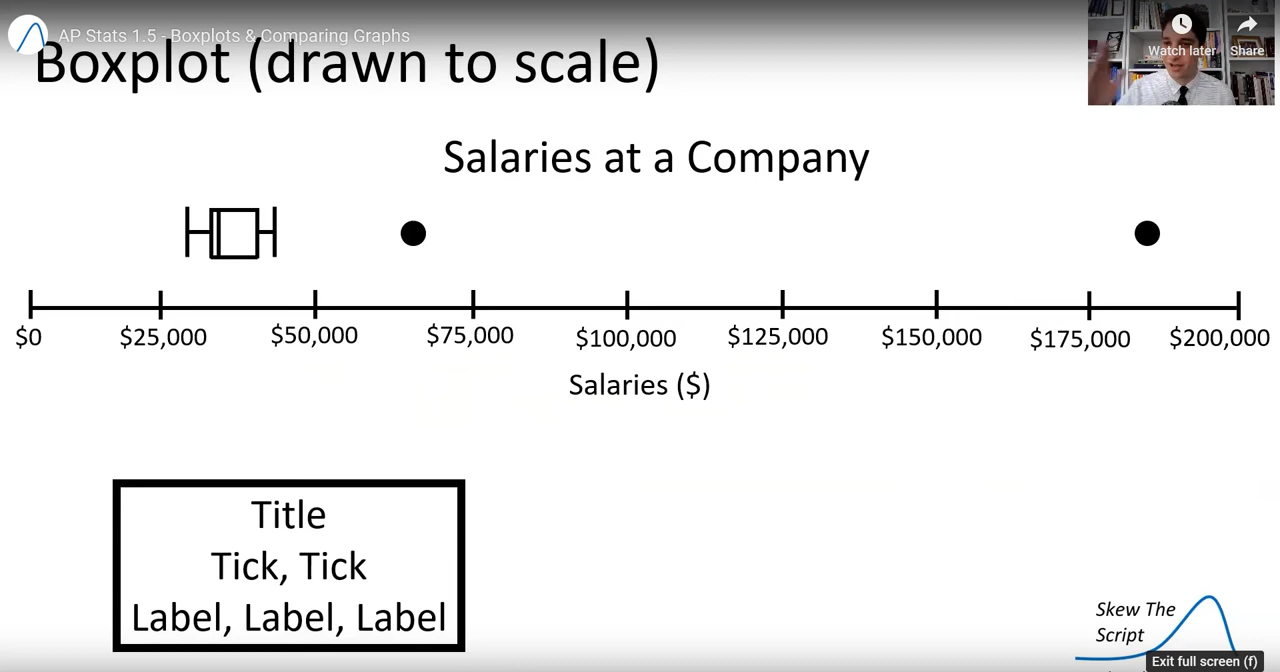 AP Stats 1.5 - Boxplots & Comparing Graphs
Watch later
Share
Boxplot (drawn to scale)
Salaries at a Company
$0 $25,000 $50,000 $75,000 $100,000 $125,000 $150,000 $175,000 $200,000
Salaries ($)
Title
Tick, Tick
Label, Label, Label
Skew The
Script
Exit full screen (f)